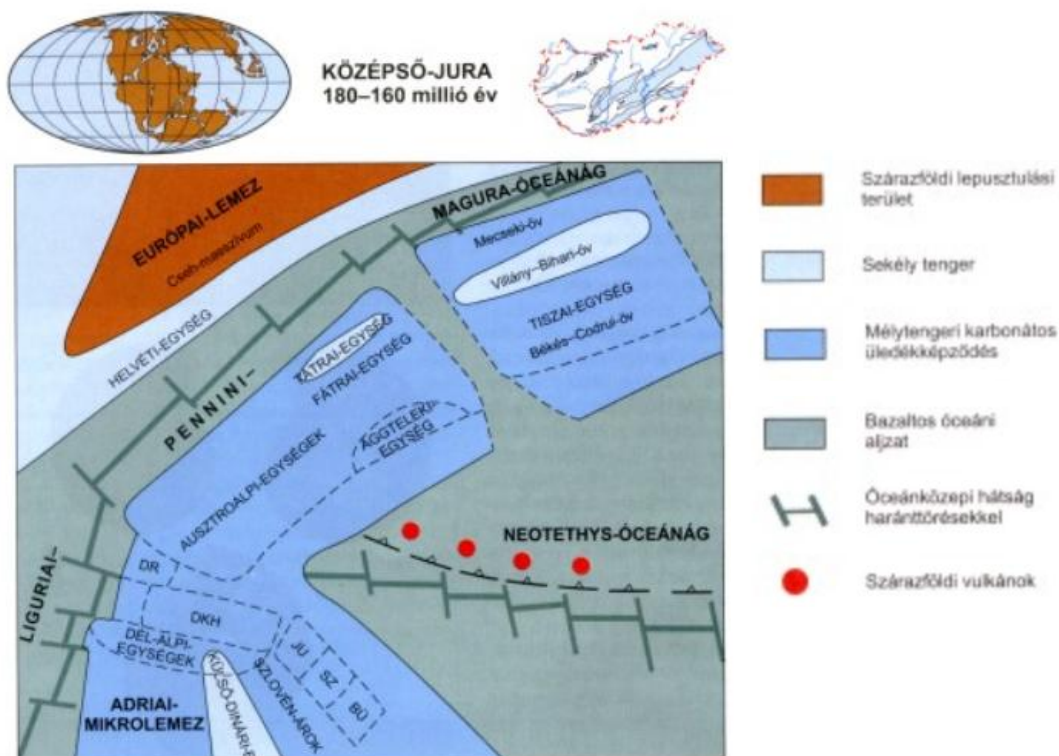 KÖZÉPSŐ-JURA
180–160 millió év
EURÓPAI-LEMEZ
Cseh-masszívum
HELVÉTI-EGYSÉG
MAGURA-ÓCEÁNÁG
Mecseki-öv
Villány–Bihari-öv
TISZAI-EGYSÉG
Békés–Codrui-öv
PENNINI–
TÁTRAI-EGYSÉG
FÁTRAI-EGYSÉG
AGGTELEKI-
EGYSÉG
AUSZTROALPI-EGYSÉGEK
NEOTETHYS-ÓCEÁNÁG
LIGURIAI–
DR
DKH
DÉL-ALPI-
EGYSÉGEK
JU
SZ
BÜ
SZLOVÉN-ÁROK
ADRIAI-
MIKROLEMEZ
Szárazföldi lepusztulási
terület
Sekély tenger
Mélytengeri karbonátos
üledékképződés
Bazaltos óceáni
aljzat
Óceánközepi hátság
haránttörésekkel
Szárazföldi vulkánok